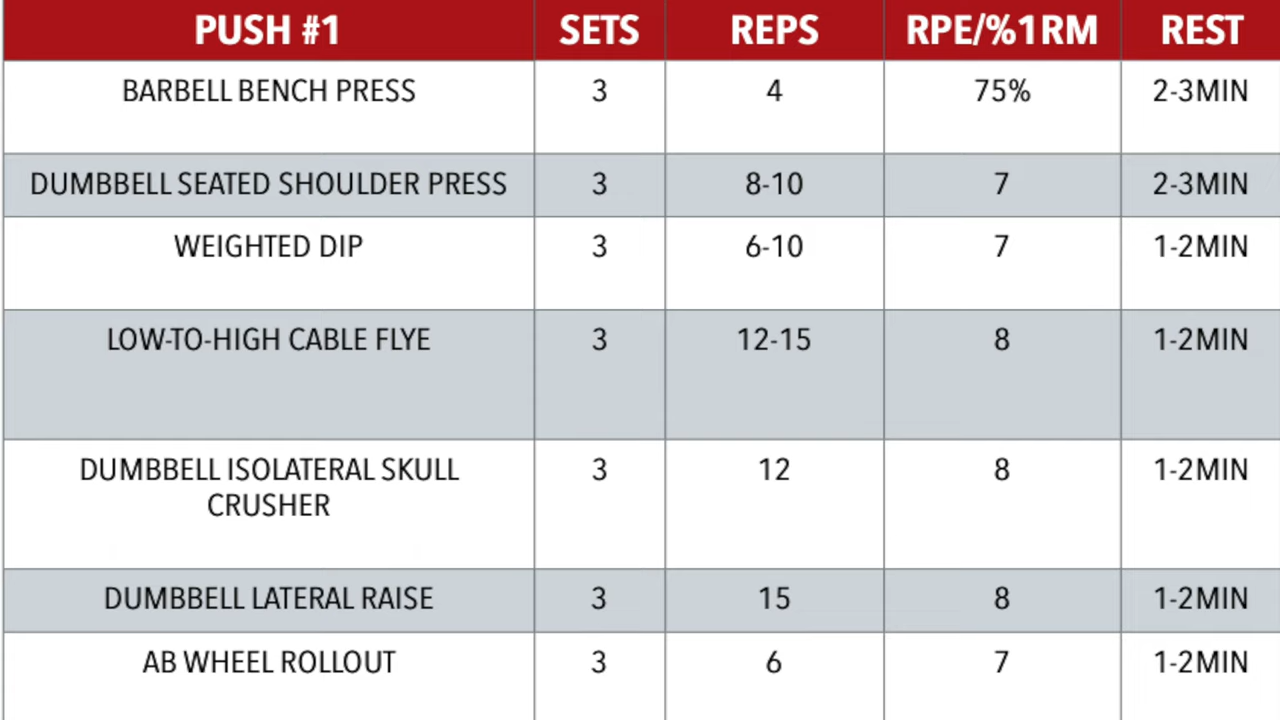 PUSH #1 SETS REPS RPE/%1RM REST
BARBELL BENCH PRESS 3 4 75% 2-3MIN
DUMBBELL SEATED SHOULDER PRESS 3 8-10 7 2-3MIN
WEIGHTED DIP 3 6-10 7 1-2MIN
LOW-TO-HIGH CABLE FLYE 3 12-15 8 1-2MIN
DUMBBELL ISOLATERAL SKULL 3 12 8 1-2MIN
CRUSHER
DUMBBELL LATERAL RAISE 3 15 8 1-2MIN
AB WHEEL ROLLOUT 3 6 7 1-2MIN